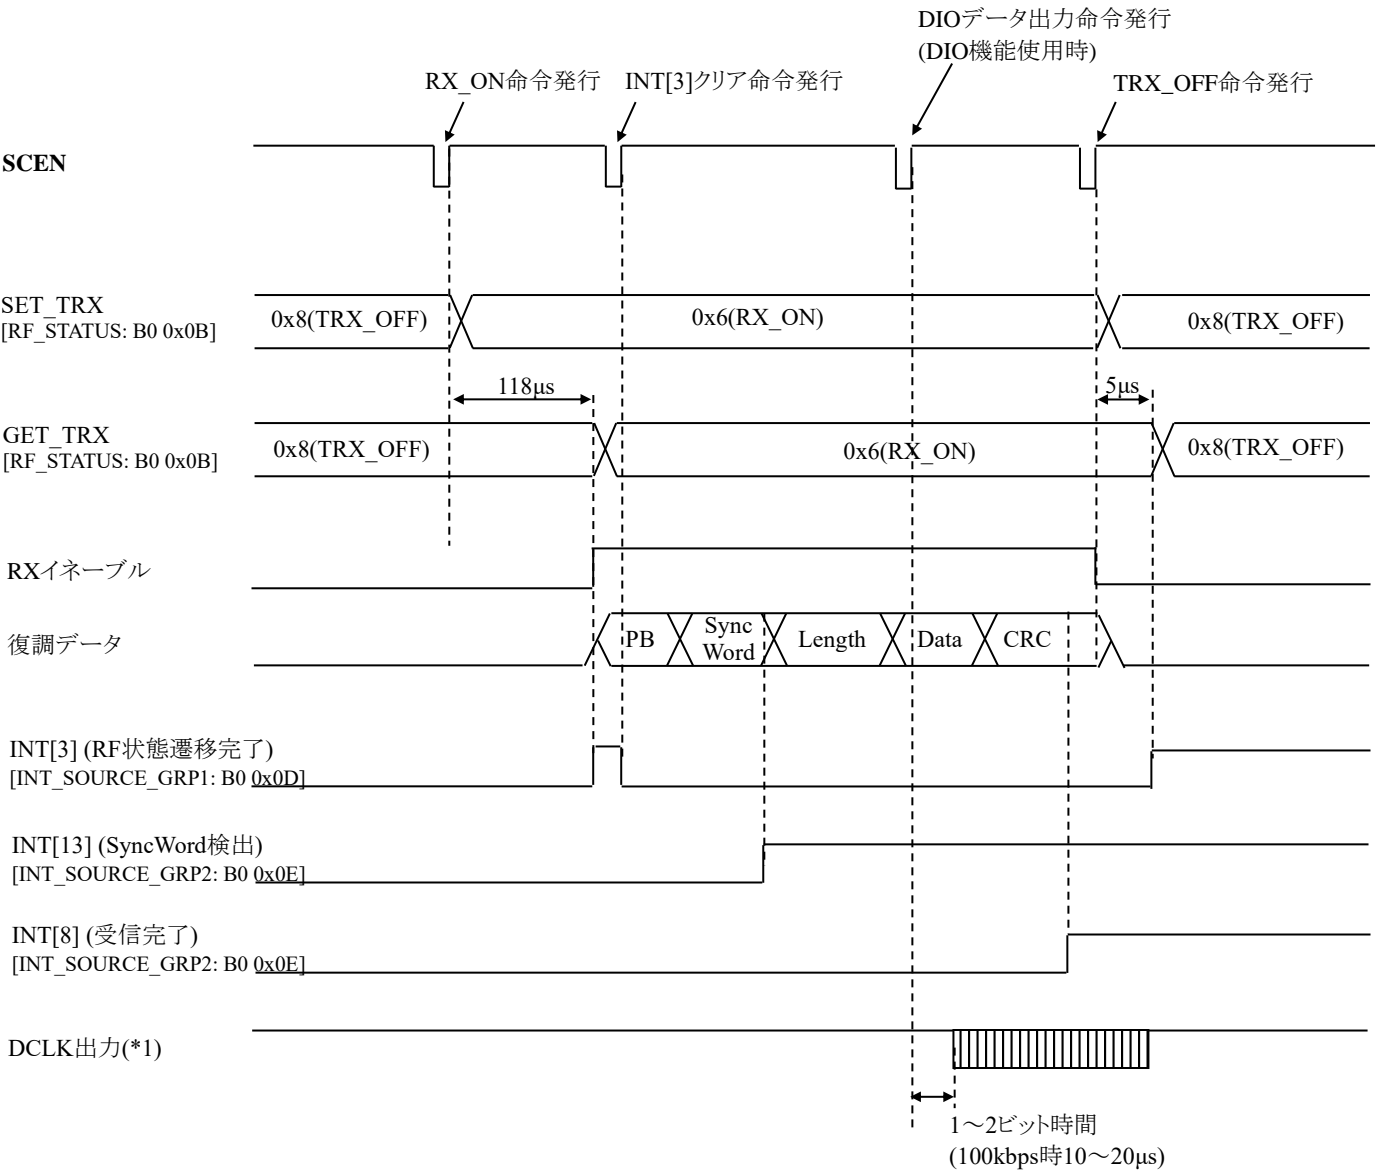 DIOデータ出力命令発行
(DIO機能使用時)
RX_ON命令発行
INT[3]クリア命令発行
TRX_OFF命令発行
SCEN
SET_TRX
[RF_STATUS: B0 0x0B]
0x8(TRX_OFF)
0x6(RX_ON)
0x8(TRX_OFF)
118μs
5μs
GET_TRX
[RF_STATUS: B0 0x0B]
0x8(TRX_OFF)
0x6(RX_ON)
0x8(TRX_OFF)
RXイネーブル
復調データ
PB
Sync
Word
Length
Data
CRC
INT[3] (RF状態遷移完了)
[INT_SOURCE_GRP1: B0 0x0D]
INT[13] (SyncWord検出)
[INT_SOURCE_GRP2: B0 0x0E]
INT[8] (受信完了)
[INT_SOURCE_GRP2: B0 0x0E]
DCLK出力(*1)
1～2ビット時間
(100kbps時10～20μs)